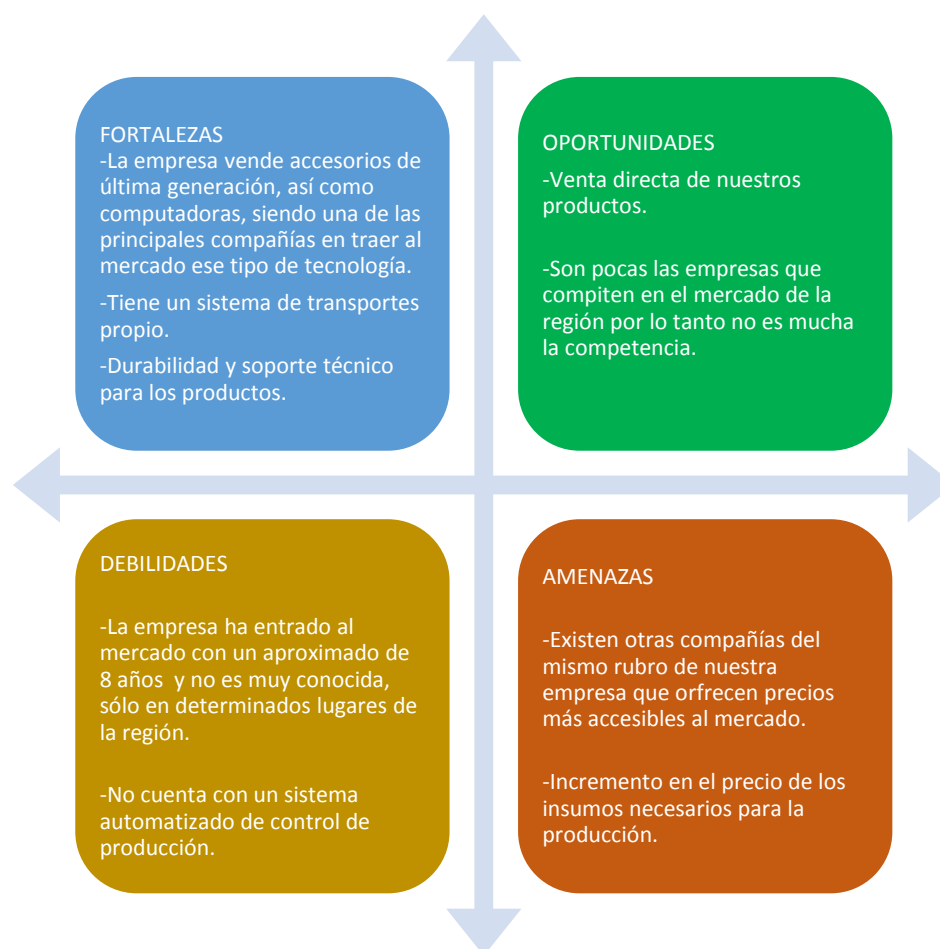 FORTALEZAS
-La empresa vende accesorios de
última generación, así como
computadoras, siendo una de las
principales compañías en traer al
mercado ese tipo de tecnología.
-Tiene un sistema de transportes
propio.
-Durabilidad y soporte técnico
para los productos.
OPORTUNIDADES
-Venta directa de nuestros
productos.
-Son pocas las empresas que
compiten en el mercado de la
región por lo tanto no es mucha
la competencia.
DEBILIDADES
-La empresa ha entrado al
mercado con un aproximado de
8 años  y no es muy conocida,
sólo en determinados lugares de
la región.
-No cuenta con un sistema
automatizado de control de
producción.
AMENAZAS
-Existen otras compañías del
mismo rubro de nuestra
empresa que orfrecen precios
más accesibles al mercado.
-Incremento en el precio de los
insumos necesarios para la
producción.